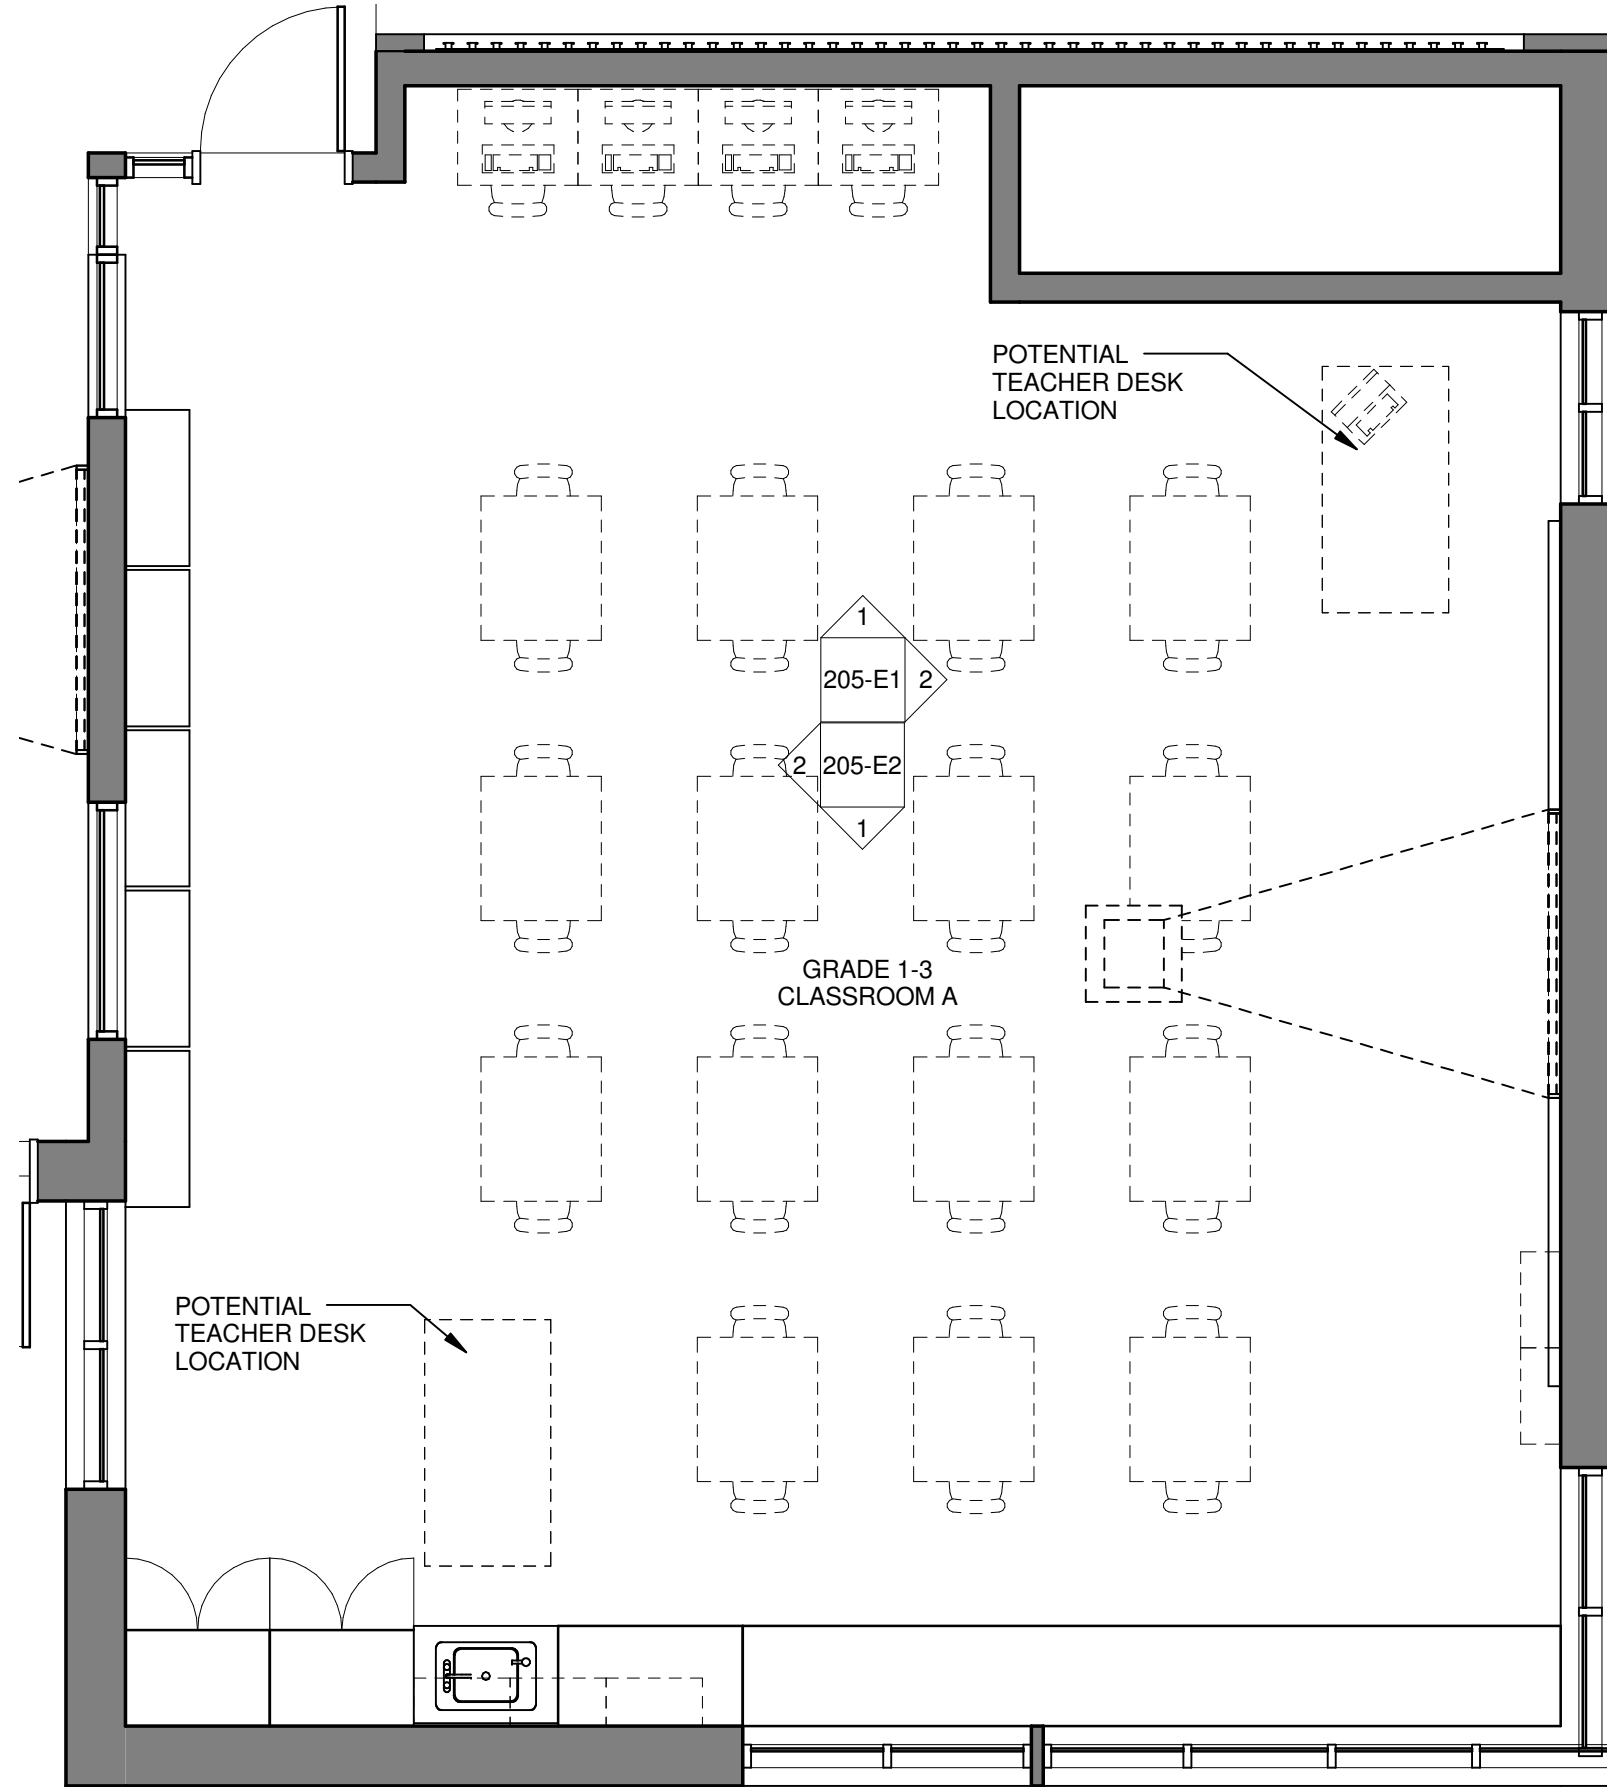 POTENTIAL
TEACHER DESK
LOCATION
1
205-E1 2
2 205-E2
1
GRADE 1-3
CLASSROOM A
POTENTIAL
TEACHER DESK
LOCATION